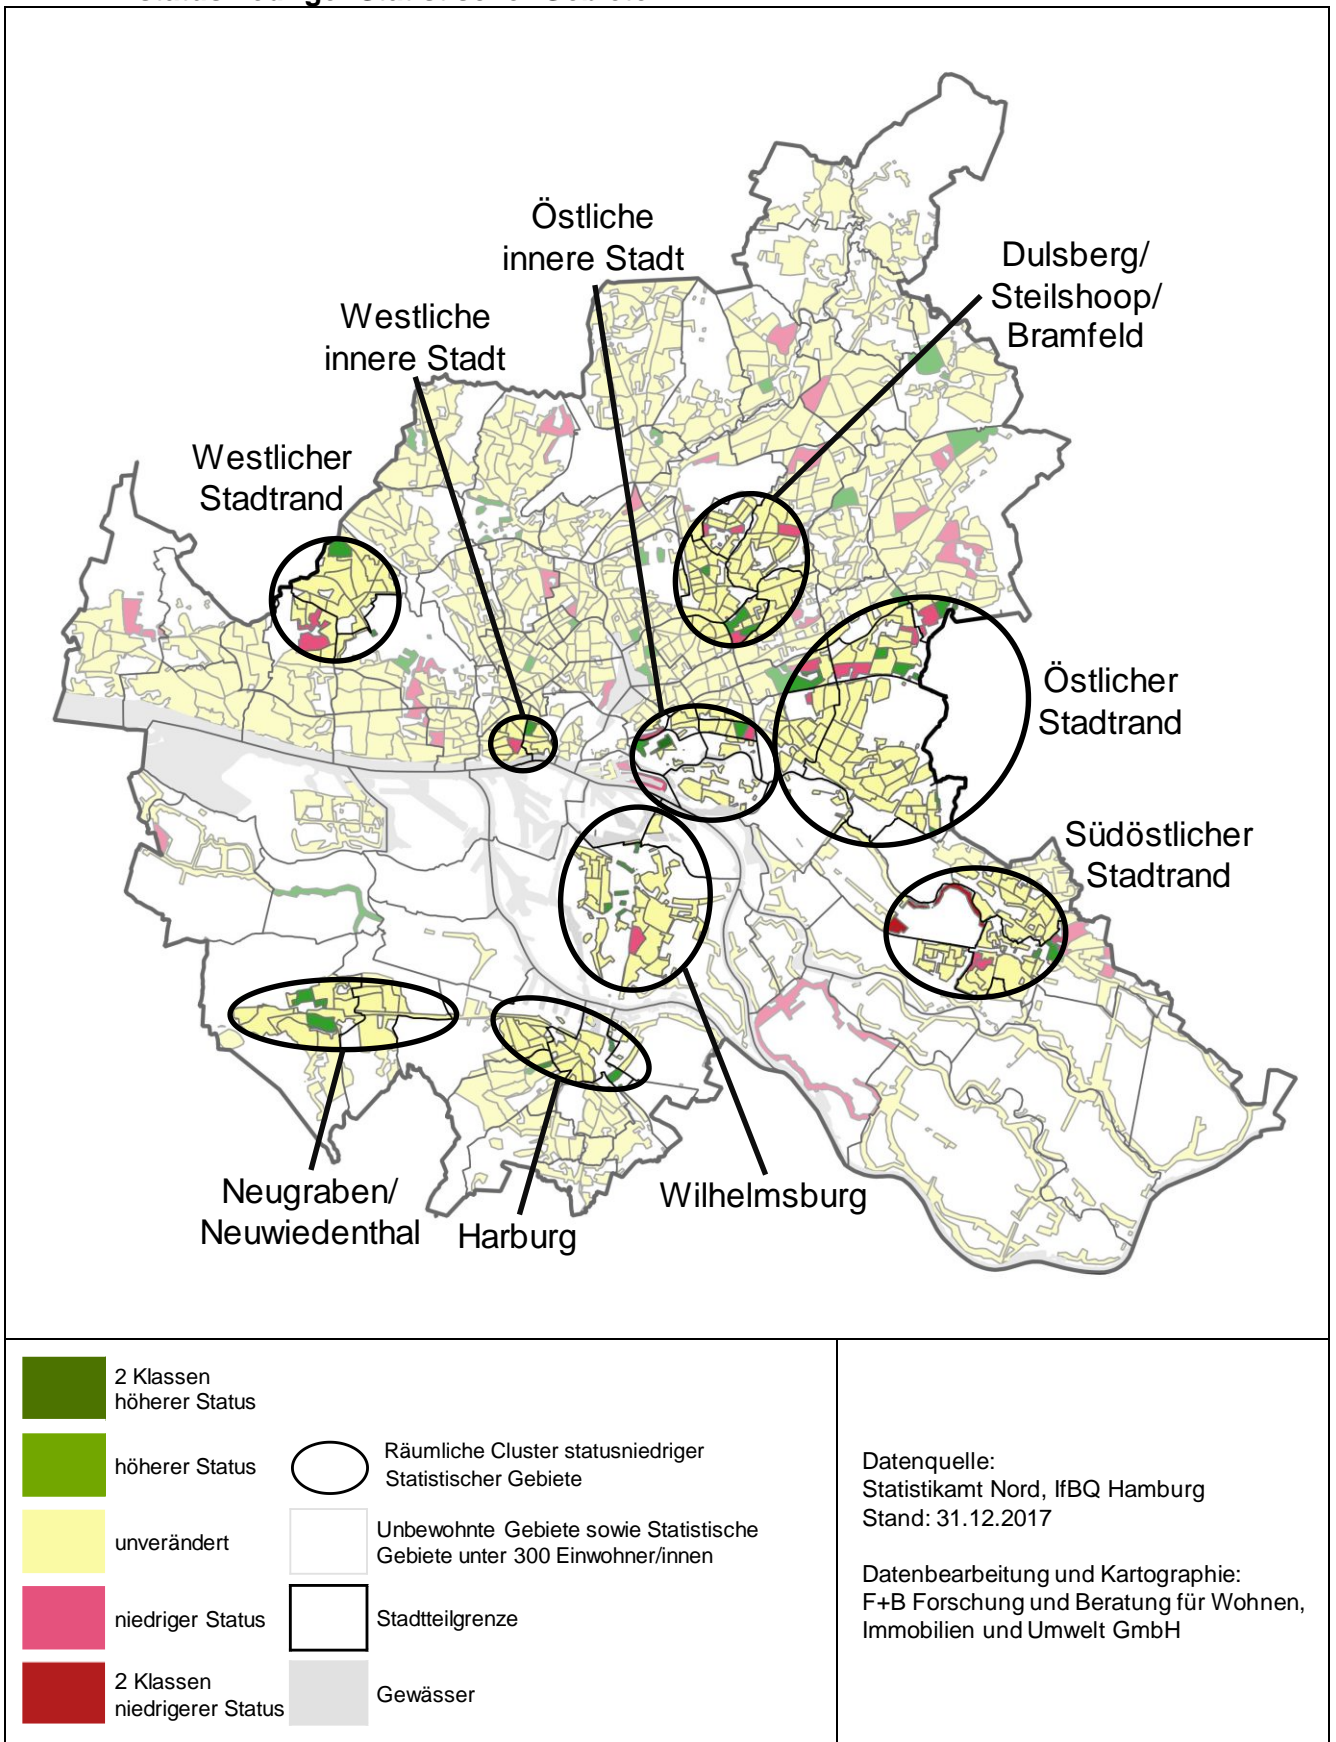 Östliche
innere Stadt
Dulsberg/
Steilshoop/
Bramfeld
Westliche
innere Stadt
Westlicher
Stadtrand
Östlicher
Stadtrand
Südöstlicher
Stadtrand
Neugraben/
Neuwiedenthal
Harburg
Wilhelmsburg
2 Klassen
höherer Status
höherer Status
unverändert
niedriger Status
2 Klassen
niedrigerer Status
Räumliche Cluster statusniedriger
Statistischer Gebiete
Unbewohnte Gebiete sowie Statistische
Gebiete unter 300 Einwohner/innen
Stadtteilgrenze
Gewässer
Datenquelle:
Statistikamt Nord, IfBQ Hamburg
Stand: 31.12.2017
Datenbearbeitung und Kartographie:
F+B Forschung und Beratung für Wohnen,
Immobilien und Umwelt GmbH